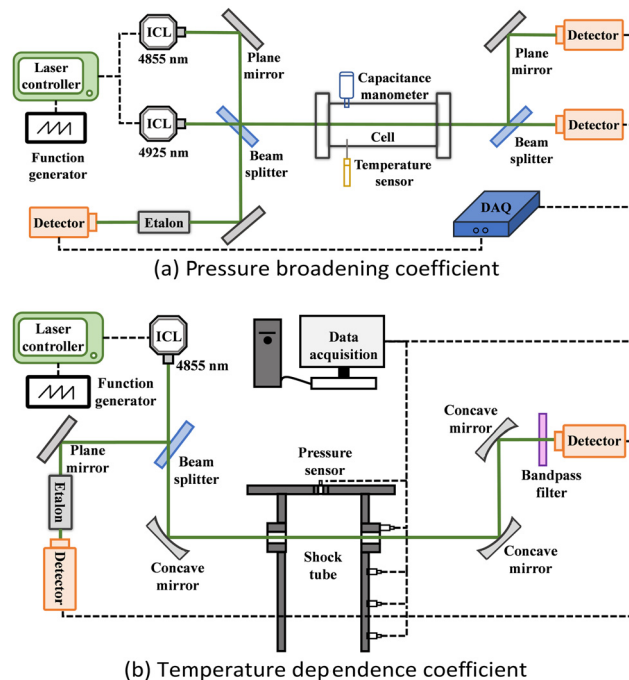 Laser
controller
Function
generator
ICL
4855 nm
ICL
4925 nm
Plane
mirror
Beam
splitter
Detector
Etalon
Capacitance
manometer
Cell
Temperature
sensor
Plane
mirror
Beam
splitter
Detector
Detector
DAQ
(a) Pressure broadening coefficient
Laser
controller
Function
generator
ICL
4855 nm
Plane
mirror
Beam
splitter
Etalon
Detector
Concave
mirror
Data
acquisition
Pressure
sensor
Shock
tube
Concave
mirror
Concave
mirror
Bandpass
filter
Detector
(b) Temperature dependence coefficient